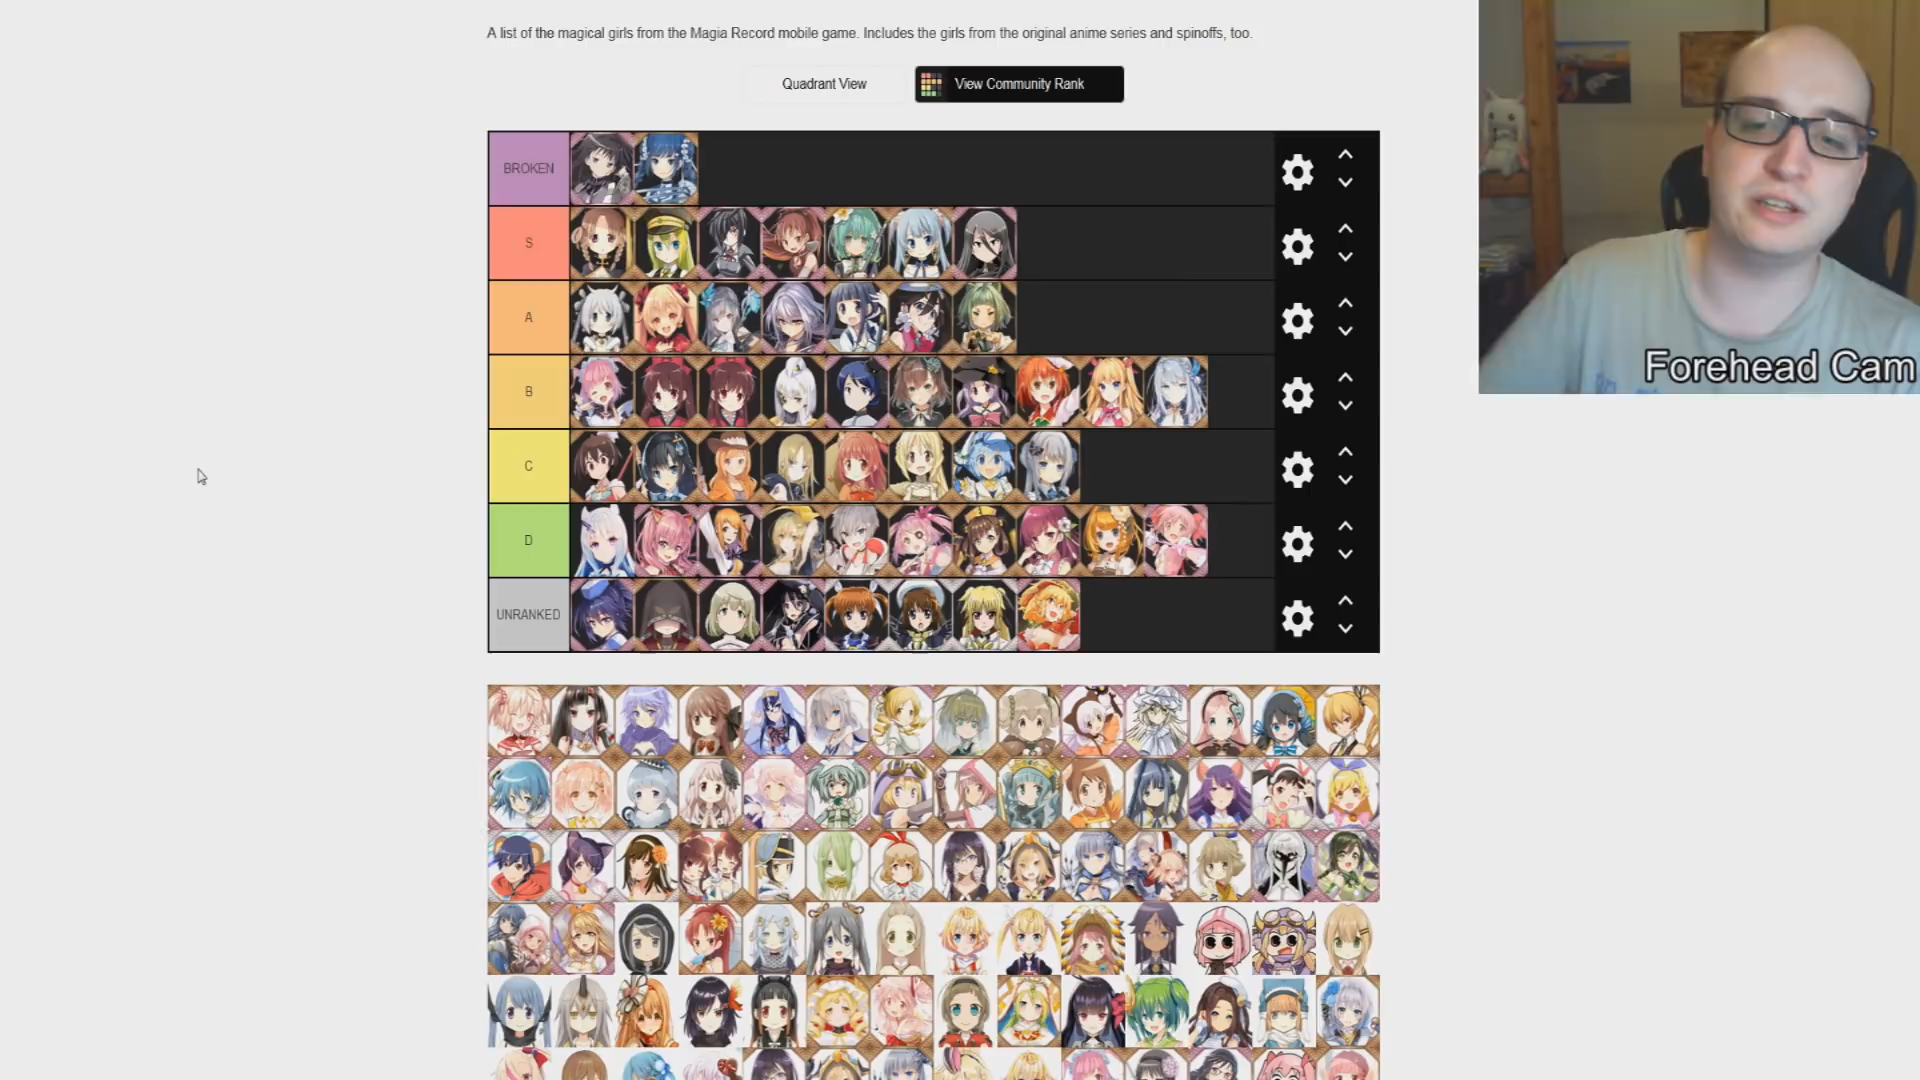 A list of the magical girls from the Magia Record mobile game. Includes the girls from the original anime series and spinoffs, too.
Quadrant View
View Community Rank
BROKEN
S
A
B
C
D
UNRANKED
Forehead Cam